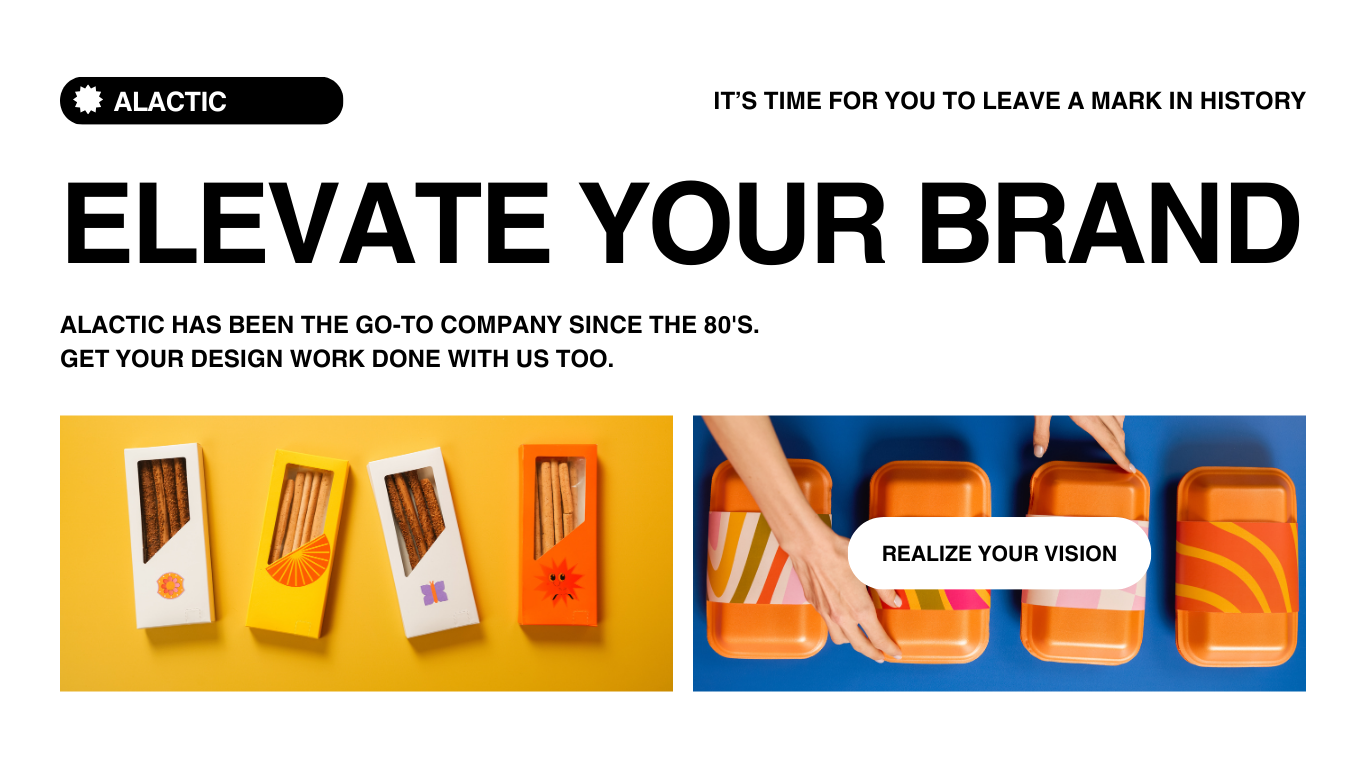 ALACTIC
IT’S TIME FOR YOU TO LEAVE A MARK IN HISTORY
ELEVATE YOUR BRAND
ALACTIC HAS BEEN THE GO-TO COMPANY SINCE THE 80'S.
GET YOUR DESIGN WORK DONE WITH US TOO.
REALIZE YOUR VISION